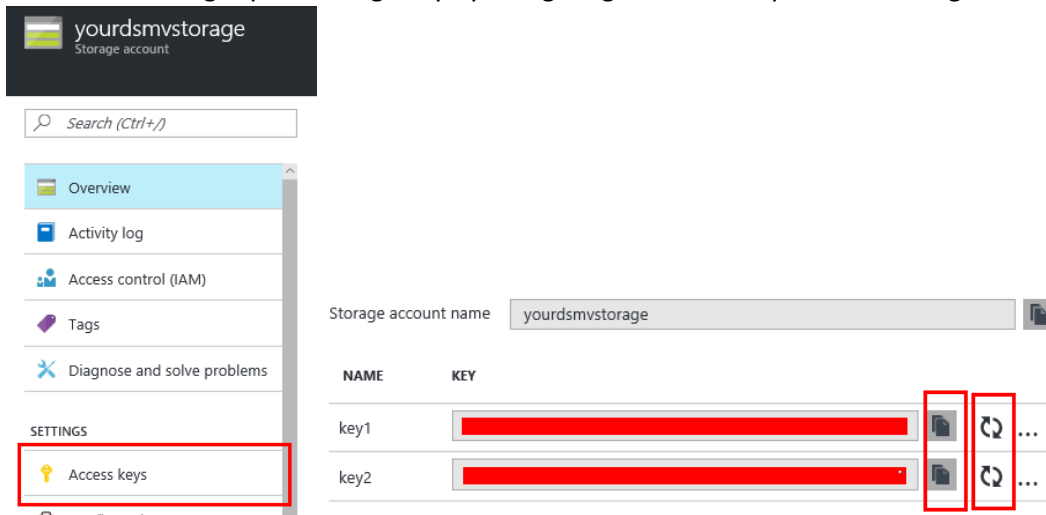 yourdsmvstorage
Storage account
Search (Ctrl+/)
Overview
Activity log
Access control (IAM)
Tags
Diagnose and solve problems
SETTINGS
Access keys
Storage account name yourdsmvstorage
NAME KEY
key1
...
key2
...